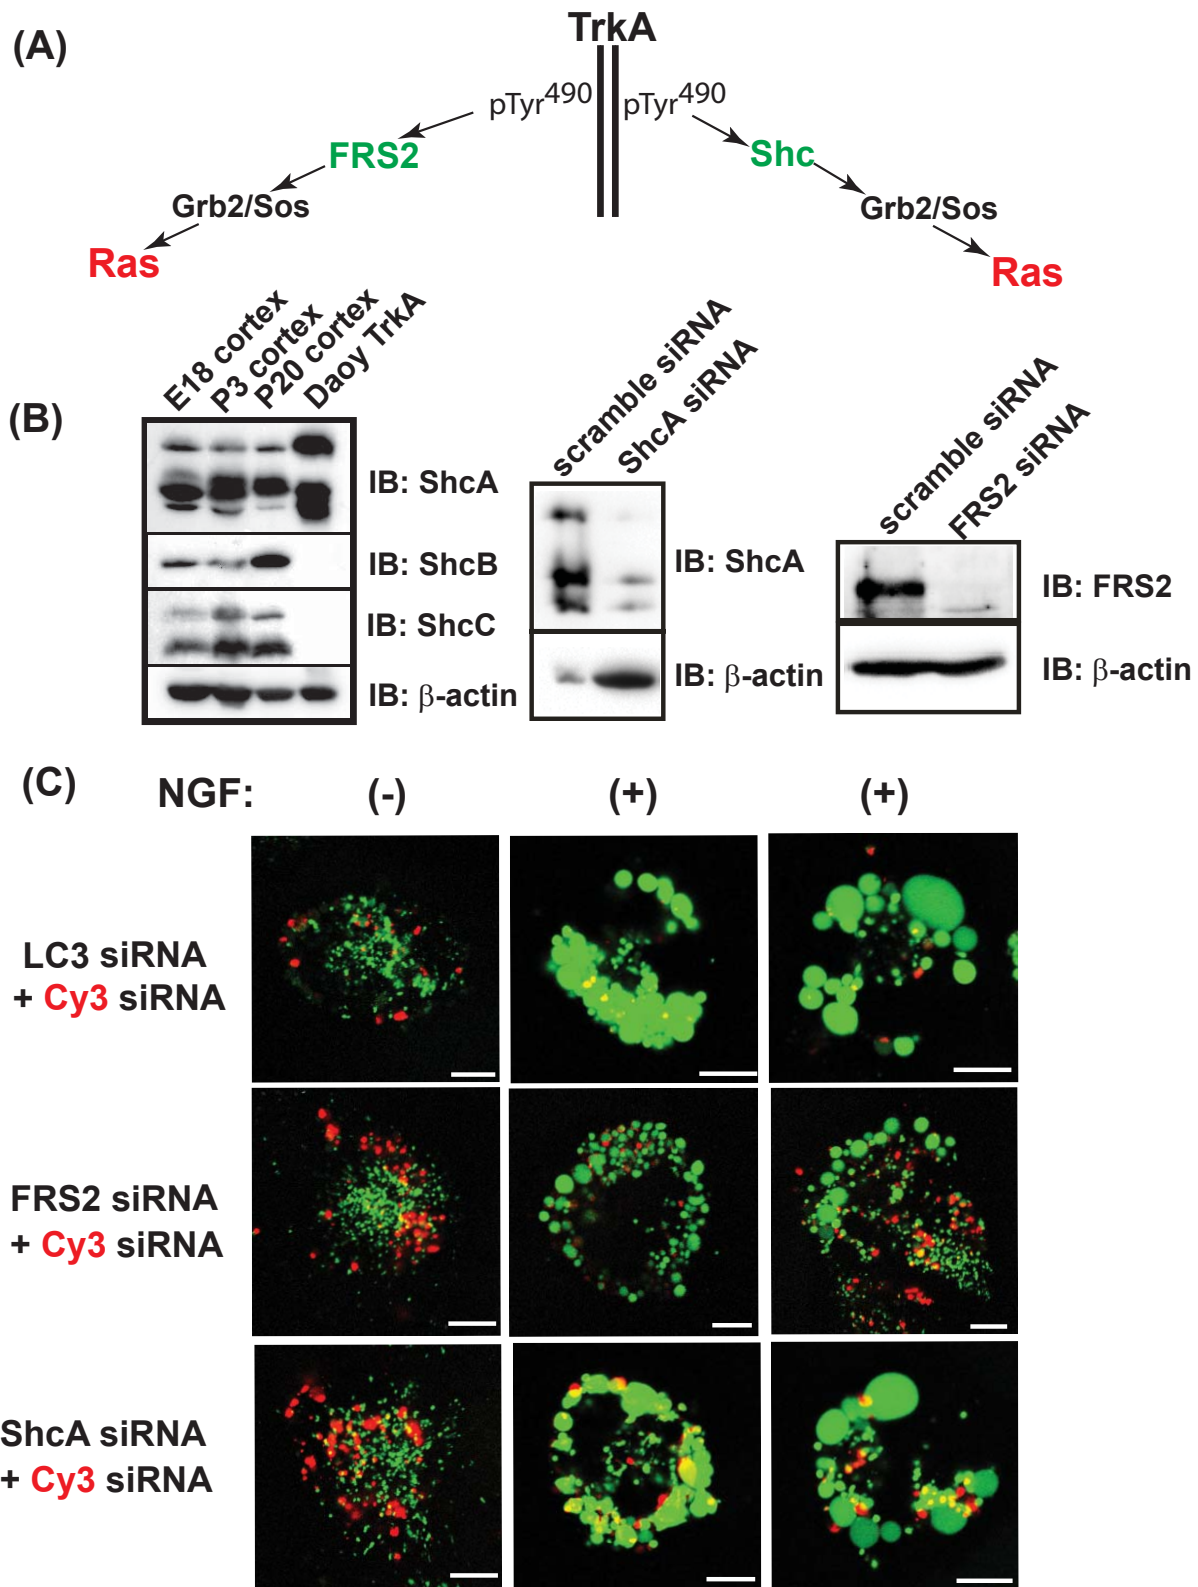 (A)
TrkA
pTyr490 pTyr490
FRS2
Shc
Grb2/Sos
Grb2/Sos
Ras
Ras
(B)
E18 cortex
P3 cortex
P20 cortex
Daoy TrkA
IB: ShcA
IB: ShcB
IB: ShcC
IB: β-actin
scramble siRNA
ShcA siRNA
IB: ShcA
IB: β-actin
scramble siRNA
FRS2 siRNA
IB: FRS2
IB: β-actin
(C)
NGF: (-) (+) (+)
LC3 siRNA
+ Cy3 siRNA
FRS2 siRNA
+ Cy3 siRNA
ShcA siRNA
+ Cy3 siRNA